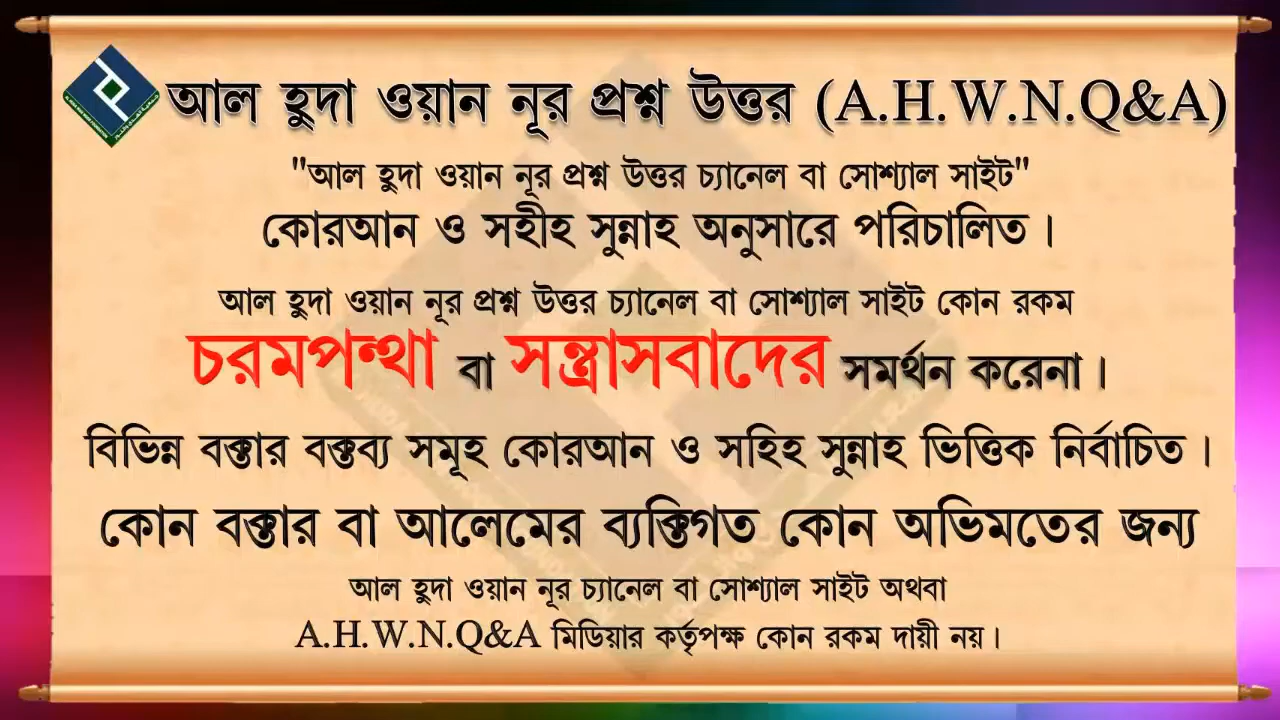 আল হুদা ওয়ান নূর প্রশ্ন উত্তর (A.H.W.N.Q&A)
"আল হুদা ওয়ান নূর প্রশ্ন উত্তর চ্যানেল বা সোশ্যাল সাইট"
কোরআন ও সহীহ সুন্নাহ অনুসারে পরিচালিত।
আল হুদা ওয়ান নূর প্রশ্ন উত্তর চ্যানেল বা সোশ্যাল সাইট কোন রকম
চরমপন্থা বা সন্ত্রাসবাদের সমর্থন করেনা।
বিভিন্ন বক্তার বক্তব্য সমূহ কোরআন ও সহিহ সুন্নাহ ভিত্তিক নির্বাচিত।
কোন বক্তার বা আলেমের ব্যক্তিগত কোন অভিমতের জন্য
আল হুদা ওয়ান নূর চ্যানেল বা সোশ্যাল সাইট অথবা
A.H.W.N.Q&A মিডিয়ার কর্তৃপক্ষ কোন রকম দায়ী নয়।